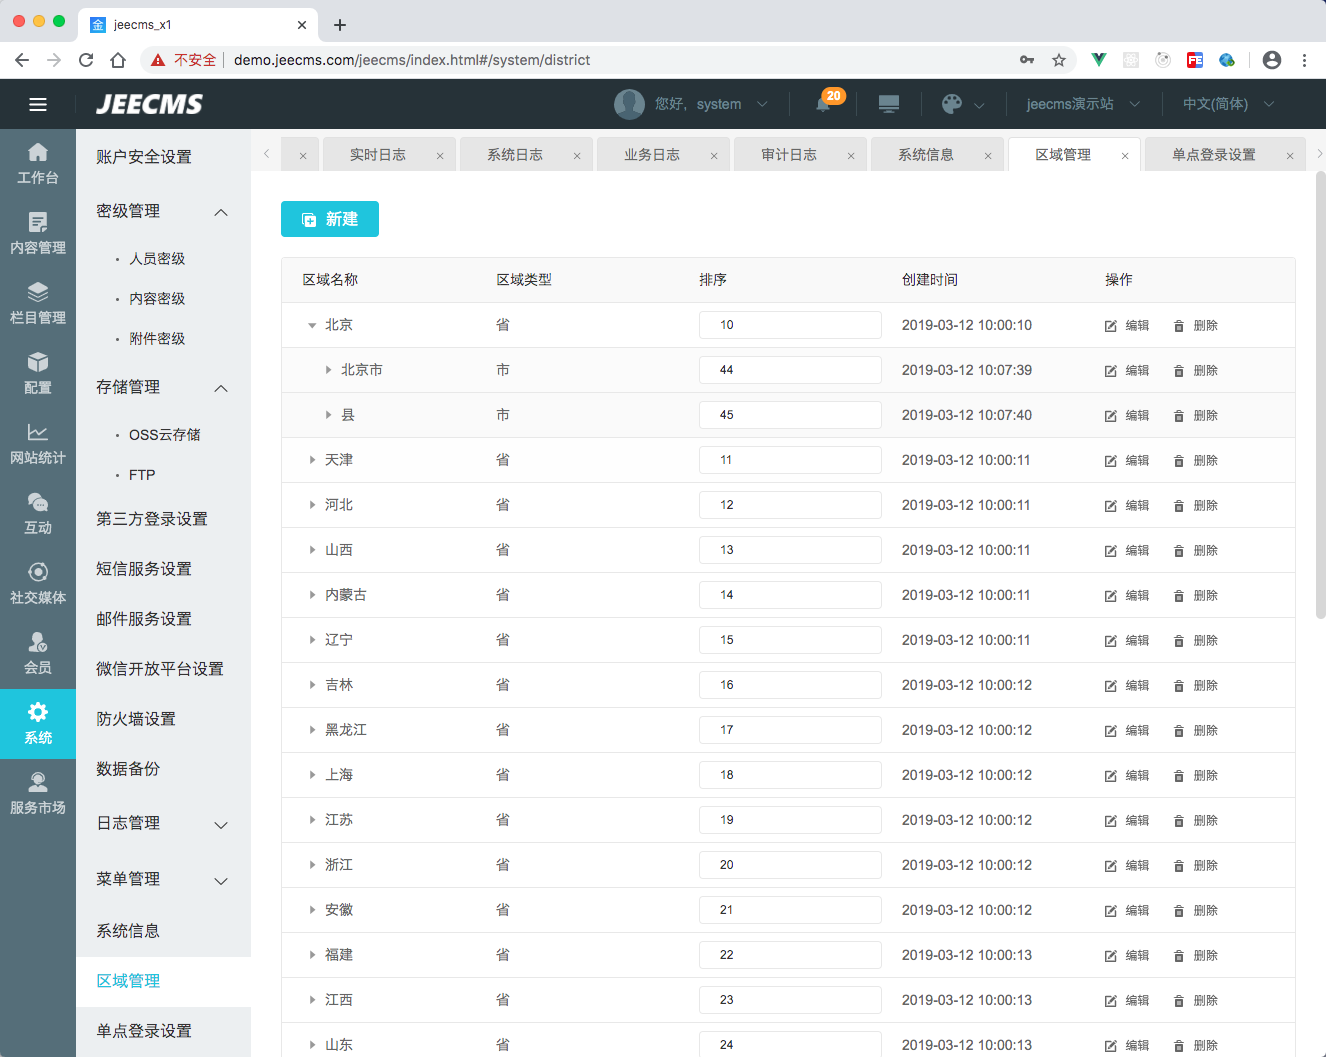 金 jeecms_x1
不安全 demo.jeecms.com/jeecms/index.html#/system/district FE
JEECMS 您好，system 20 jeecms演示站 中文(简体)
工作台
内容管理
栏目管理
配置
网站统计
互动
社交媒体
会员
系统
服务市场
账户安全设置
密级管理
人员密级
内容密级
附件密级
存储管理
OSS云存储
FTP
第三方登录设置
短信服务设置
邮件服务设置
微信开放平台设置
防火墙设置
数据备份
日志管理
菜单管理
系统信息
区域管理
单点登录设置
实时日志 系统日志 业务日志 审计日志 系统信息 区域管理 单点登录设置
新建
区域名称 区域类型 排序 创建时间 操作
北京 省 10 2019-03-12 10:00:10 编辑 删除
北京市 市 44 2019-03-12 10:07:39 编辑 删除
县 市 45 2019-03-12 10:07:40 编辑 删除
天津 省 11 2019-03-12 10:00:11 编辑 删除
河北 省 12 2019-03-12 10:00:11 编辑 删除
山西 省 13 2019-03-12 10:00:11 编辑 删除
内蒙古 省 14 2019-03-12 10:00:11 编辑 删除
辽宁 省 15 2019-03-12 10:00:11 编辑 删除
吉林 省 16 2019-03-12 10:00:12 编辑 删除
黑龙江 省 17 2019-03-12 10:00:12 编辑 删除
上海 省 18 2019-03-12 10:00:12 编辑 删除
江苏 省 19 2019-03-12 10:00:12 编辑 删除
浙江 省 20 2019-03-12 10:00:12 编辑 删除
安徽 省 21 2019-03-12 10:00:12 编辑 删除
福建 省 22 2019-03-12 10:00:13 编辑 删除
江西 省 23 2019-03-12 10:00:13 编辑 删除
山东 省 24 2019-03-12 10:00:13 编辑 删除